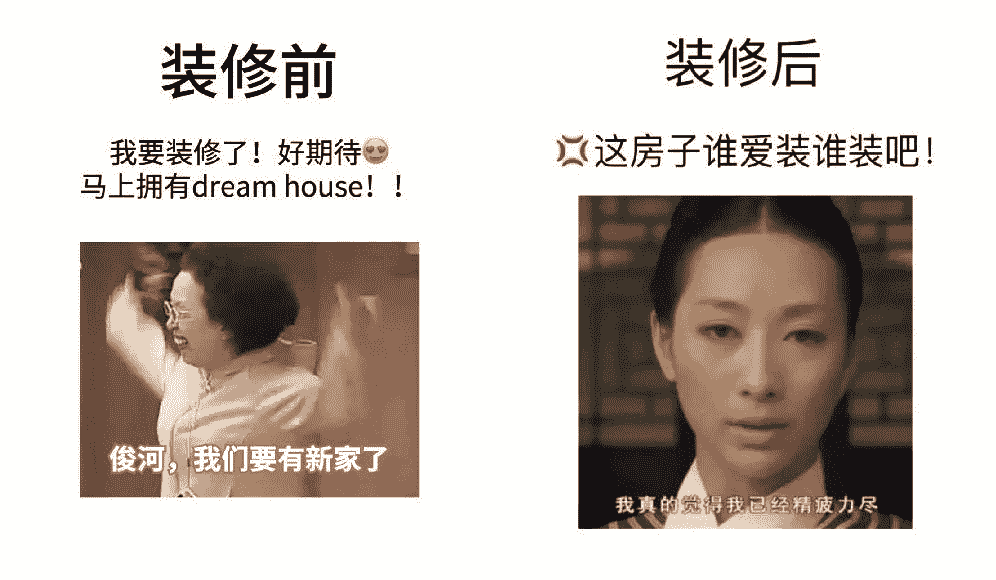 装修前
我要装修了！好期待😍
马上拥有dream house！！
俊河，我们要有新家了
装修后
💢这房子谁爱装谁装吧！
我真的觉得我已经精疲力尽